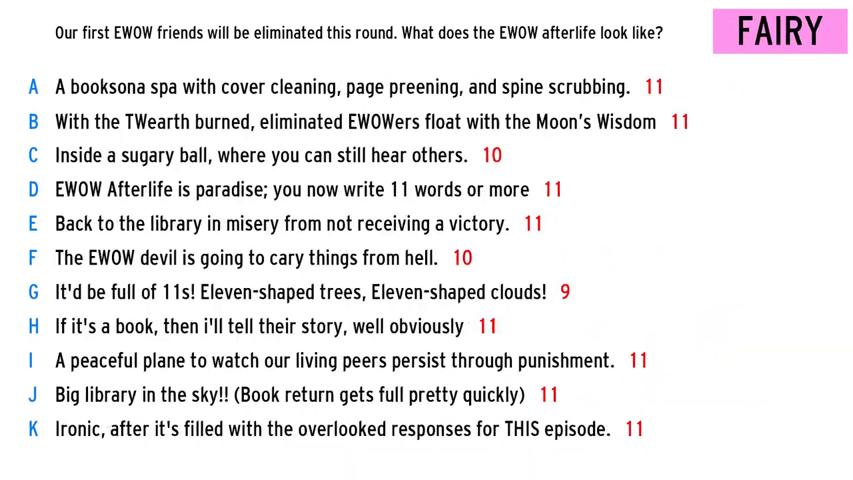 Our first EWOW friends will be eliminated this round. What does the EWOW afterlife look like?
FAIRY
A A booksona spa with cover cleaning, page preening, and spine scrubbing. 11
B With the TWearth burned, eliminated EWOWers float with the Moon's Wisdom 11
C Inside a sugary ball, where you can still hear others. 10
D EWOW Afterlife is paradise; you now write 11 words or more 11
E Back to the library in misery from not receiving a victory. 11
F The EWOW devil is going to cary things from hell. 10
G It'd be full of 11s! Eleven-shaped trees, Eleven-shaped clouds! 9
H If it's a book, then i'll tell their story, well obviously 11
I A peaceful plane to watch our living peers persist through punishment. 11
J Big library in the sky!! (Book return gets full pretty quickly) 11
K Ironic, after it's filled with the overlooked responses for THIS episode. 11